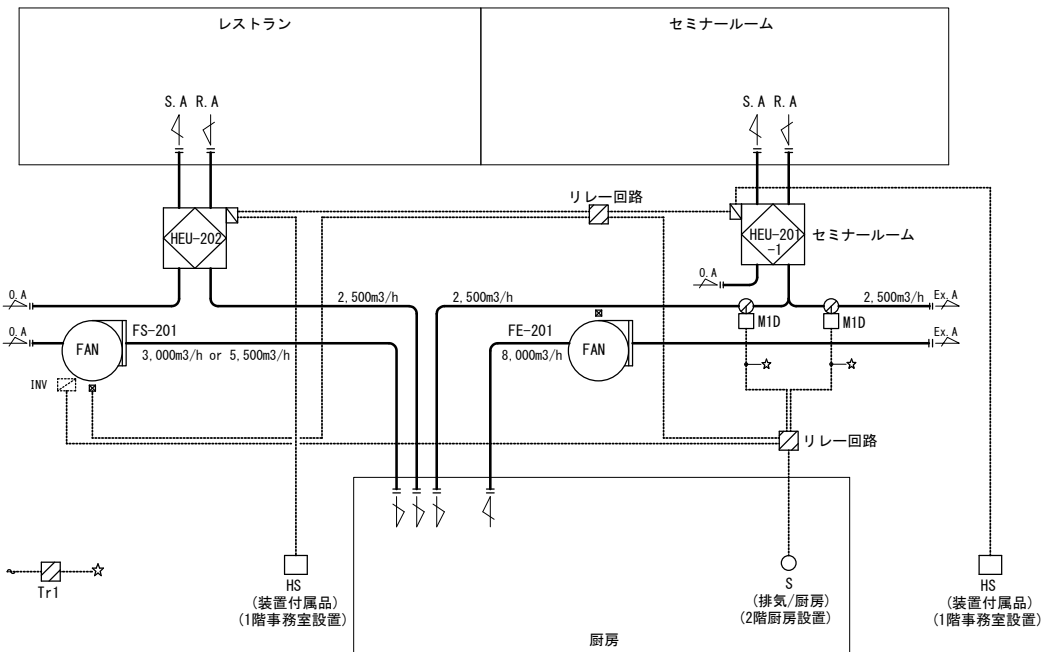 レストラン
セミナールーム
S.A R.A
S.A R.A
リレー回路
HEU-202
HEU-201
-1
セミナールーム
O.A
O.A
2,500m3/h
2,500m3/h
2,500m3/h
Ex.A
O.A
FS-201
FAN
3,000m3/h or 5,500m3/h
FE-201
FAN
8,000m3/h
M1D
M1D
Ex.A
☆
☆
INV
リレー回路
~
☆
Tr1
HS
(装置付属品)
(1階事務室設置)
S
(排気/厨房)
(2階厨房設置)
HS
(装置付属品)
(1階事務室設置)
厨房